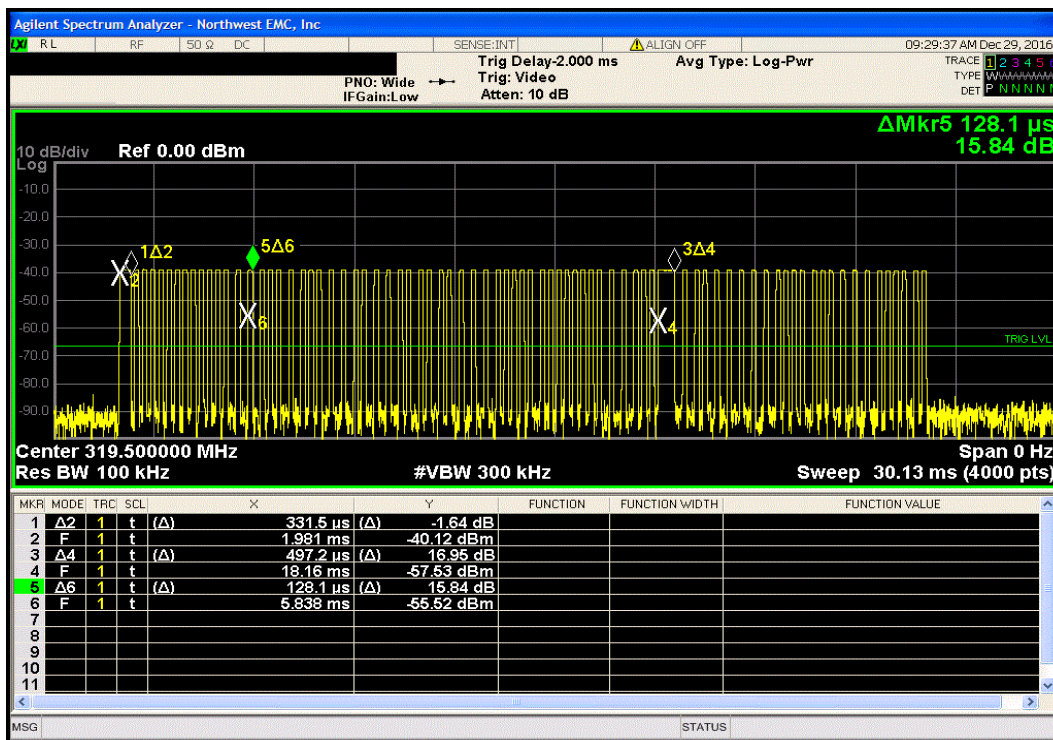 Agilent Spectrum Analyzer - Northwest EMC, Inc
LXI RL RF 50 Ω DC SENSE:INT ALIGN OFF 09:29:37 AM Dec 29, 2016
Trig Delay-2.000 ms Avg Type: Log-Pwr TRACE 1 2 3 4 5
PNO: Wide Trig: Video TYPE W
IFGain:Low Atten: 10 dB DET P N N N N N
ΔMkr5 128.1 µs
10 dB/div Ref 0.00 dBm 15.84 dB
Log
-10.0
-20.0
-30.0
1Δ2 5Δ6 3Δ4
-40.0
2
-50.0
6 4
-60.0
TRIG LVL
-70.0
-80.0
-90.0
Center 319.500000 MHz Span 0 Hz
Res BW 100 kHz #VBW 300 kHz Sweep 30.13 ms (4000 pts)
MKR MODE TRC SCL X Y FUNCTION FUNCTION WIDTH FUNCTION VALUE
1 Δ2 1 t (Δ) 331.5 µs (Δ) -1.64 dB
2 F 1 t 1.981 ms -40.12 dBm
3 Δ4 1 t (Δ) 497.2 µs (Δ) 16.95 dB
4 F 1 t 18.16 ms -57.53 dBm
5 Δ6 1 t (Δ) 128.1 µs (Δ) 15.84 dB
6 F 1 t 5.838 ms -55.52 dBm
7
8
9
10
11
MSG STATUS